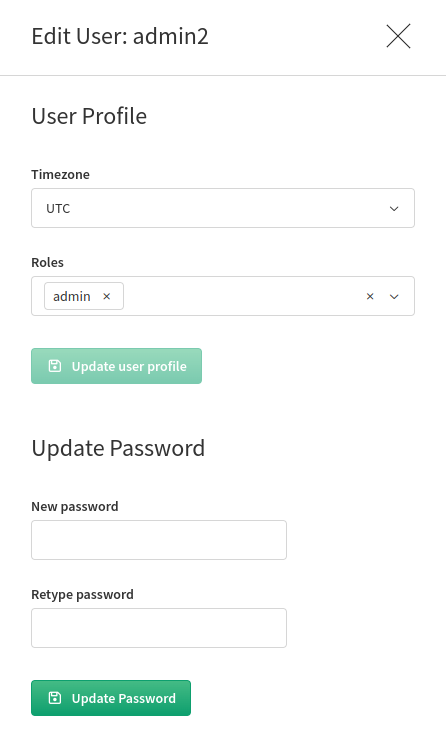 Edit User: admin2
User Profile
Timezone
UTC
Roles
admin
Update user profile
Update Password
New password
Retype password
Update Password